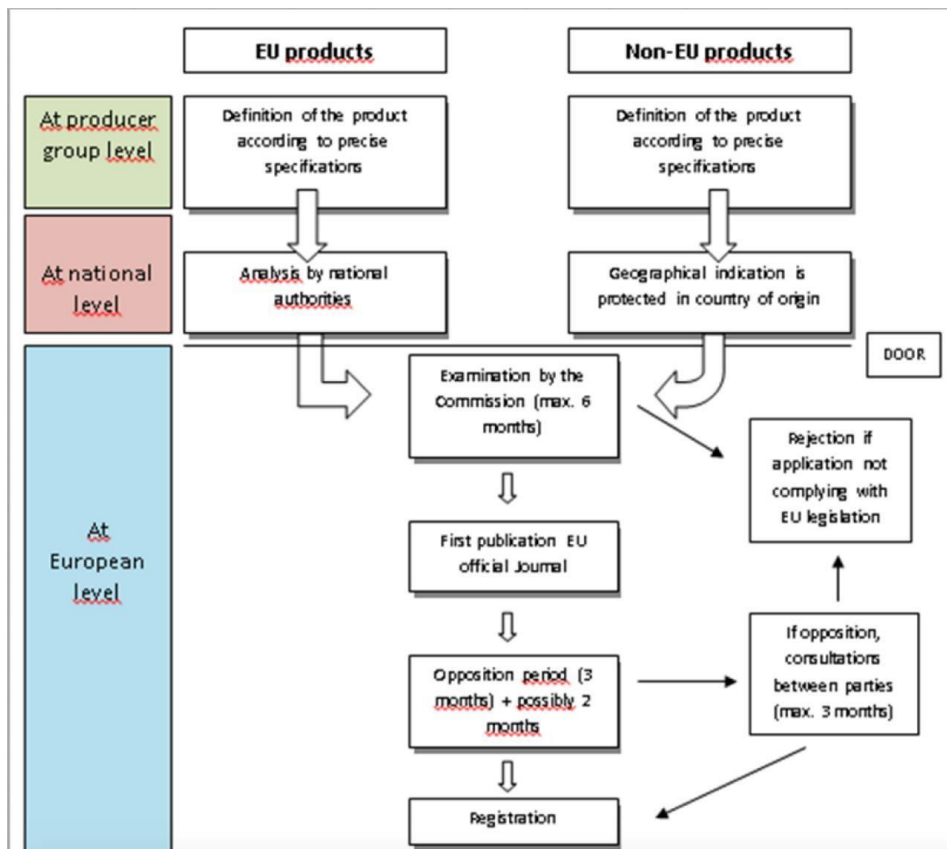 EU products
Non-EU products
At producer
group level
Definition of the product
according to precise
specifications
Definition of the product
according to precise
specifications
At national
level
Analysis by national
authorities
Geographical indication is
protected in country of origin
DOOR
At
European
level
Examination by the
Commission (max. 6
months)
Rejection if
application not
complying with
EU legislation
First publication EU
official Journal
Opposition period (3
months) + possibly 2
months
If opposition,
consultations
between parties
(max. 3 months)
Registration